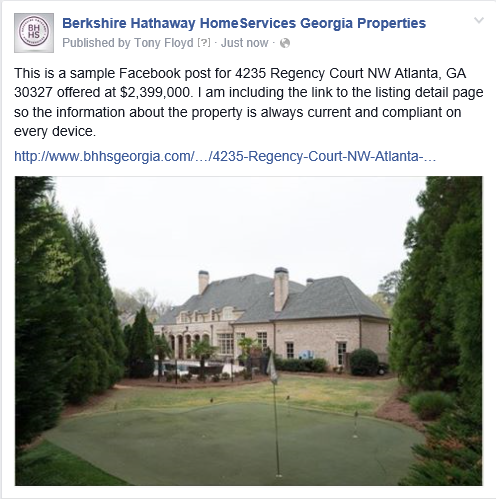 Berkshire Hathaway HomeServices Georgia Properties
Published by Tony Floyd [?] · Just now ·
This is a sample Facebook post for 4235 Regency Court NW Atlanta, GA
30327 offered at $2,399,000. I am including the link to the listing detail page
so the information about the property is always current and compliant on
every device.
http://www.bhhsgeorgia.com/…/4235-Regency-Court-NW-Atlanta-…
BH
HS